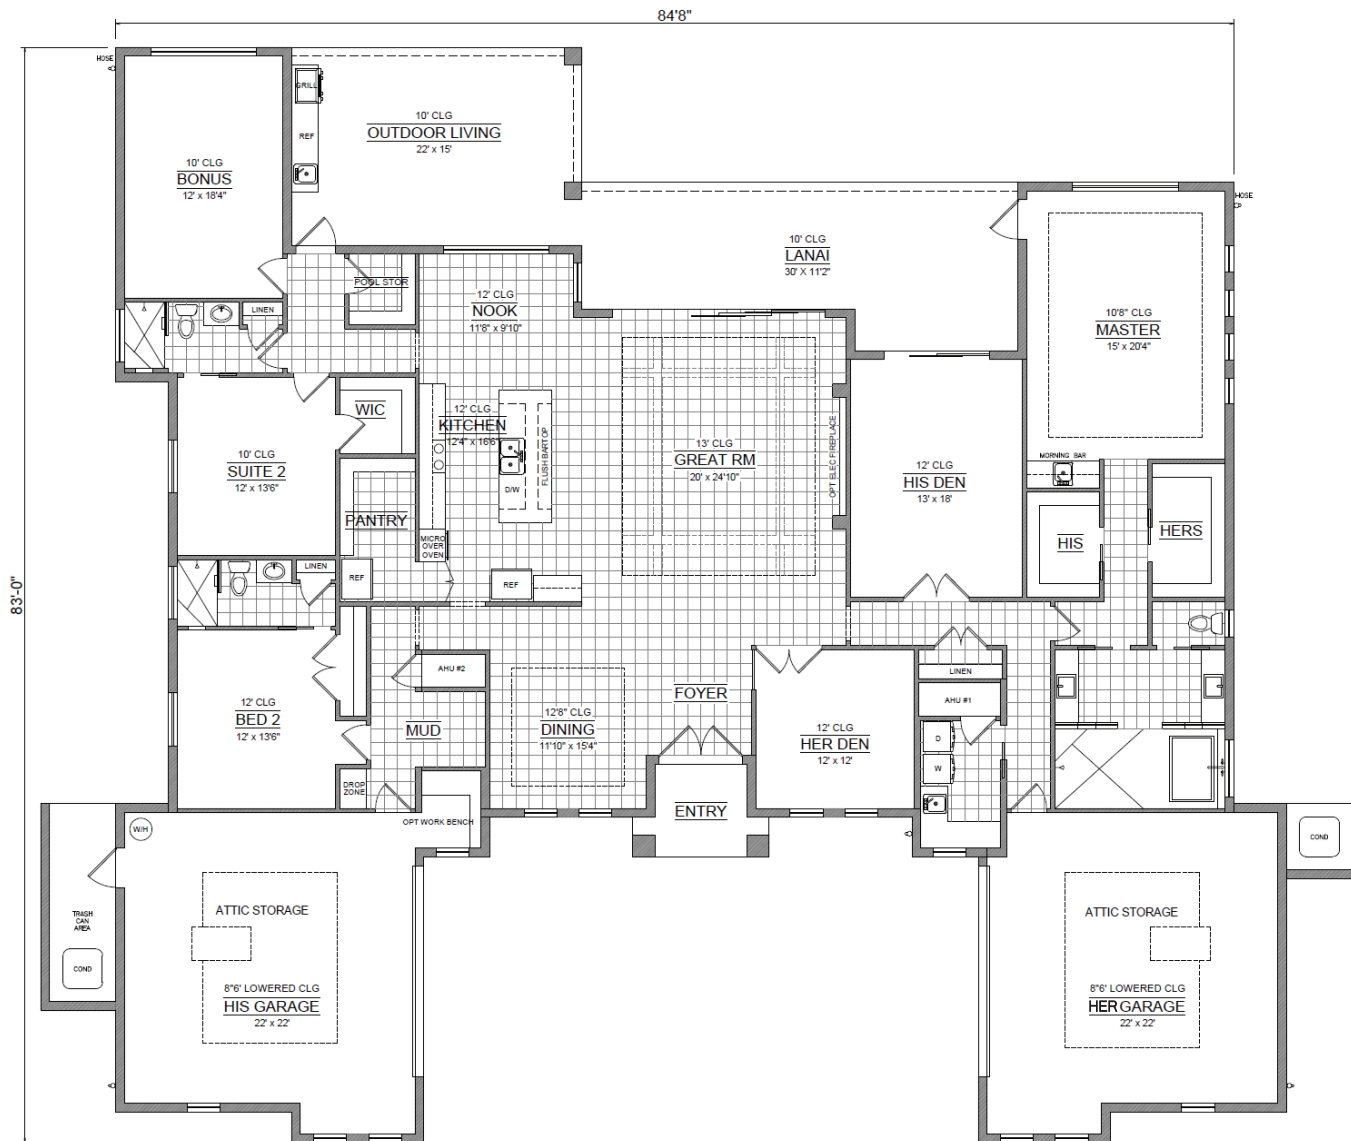 84'8"
83'-0"
HOSE
GRILL
REF
10' CLG
OUTDOOR LIVING
22' x 15'
10' CLG
BONUS
12' x 18'4"
HOSE
10' CLG
LANAI
30' X 11'2"
POOL STOR
LINEN
12' CLG
NOOK
11'8" x 9'10"
10'8" CLG
MASTER
15' x 20'4"
WIC
12' CLG
KITCHEN
12'4" x 16'6"
FLUSH BARTOP
D/W
13' CLG
GREAT RM
20' x 24'10"
OPT ELEC FIREPLACE
10' CLG
SUITE 2
12' x 13'6"
12' CLG
HIS DEN
13' x 18'
MORNING BAR
HIS
HERS
PANTRY
MICRO
OVER
OVEN
REF
REF
LINEN
AHU #2
LINEN
AHU #1
12' CLG
BED 2
12' x 13'6"
MUD
DROP
ZONE
12'8" CLG
DINING
11'10" x 15'4"
FOYER
12' CLG
HER DEN
12' x 12'
D
W
ENTRY
OPT WORK BENCH
W/H
COND
TRASH
CAN
AREA
COND
ATTIC STORAGE
8"6' LOWERED CLG
HIS GARAGE
22' x 22'
ATTIC STORAGE
8"6' LOWERED CLG
HER GARAGE
22' x 22'